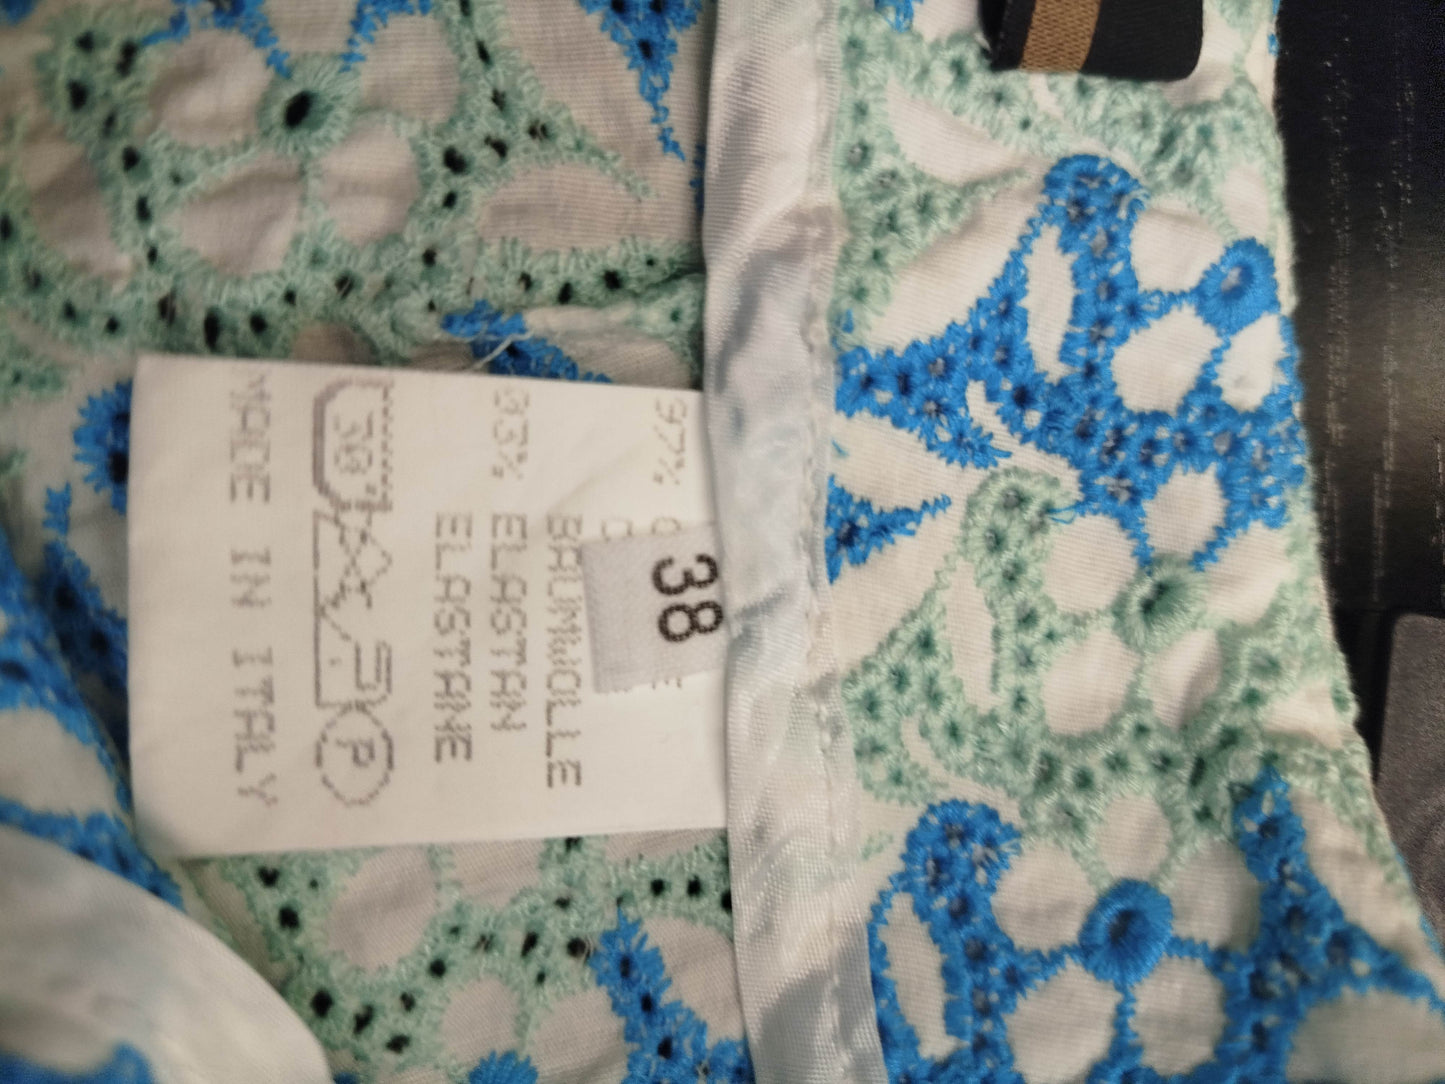 97%
BAUMWOLLE
03% ELASTAN
ELASTANE
30
P
MADE IN ITALY
38